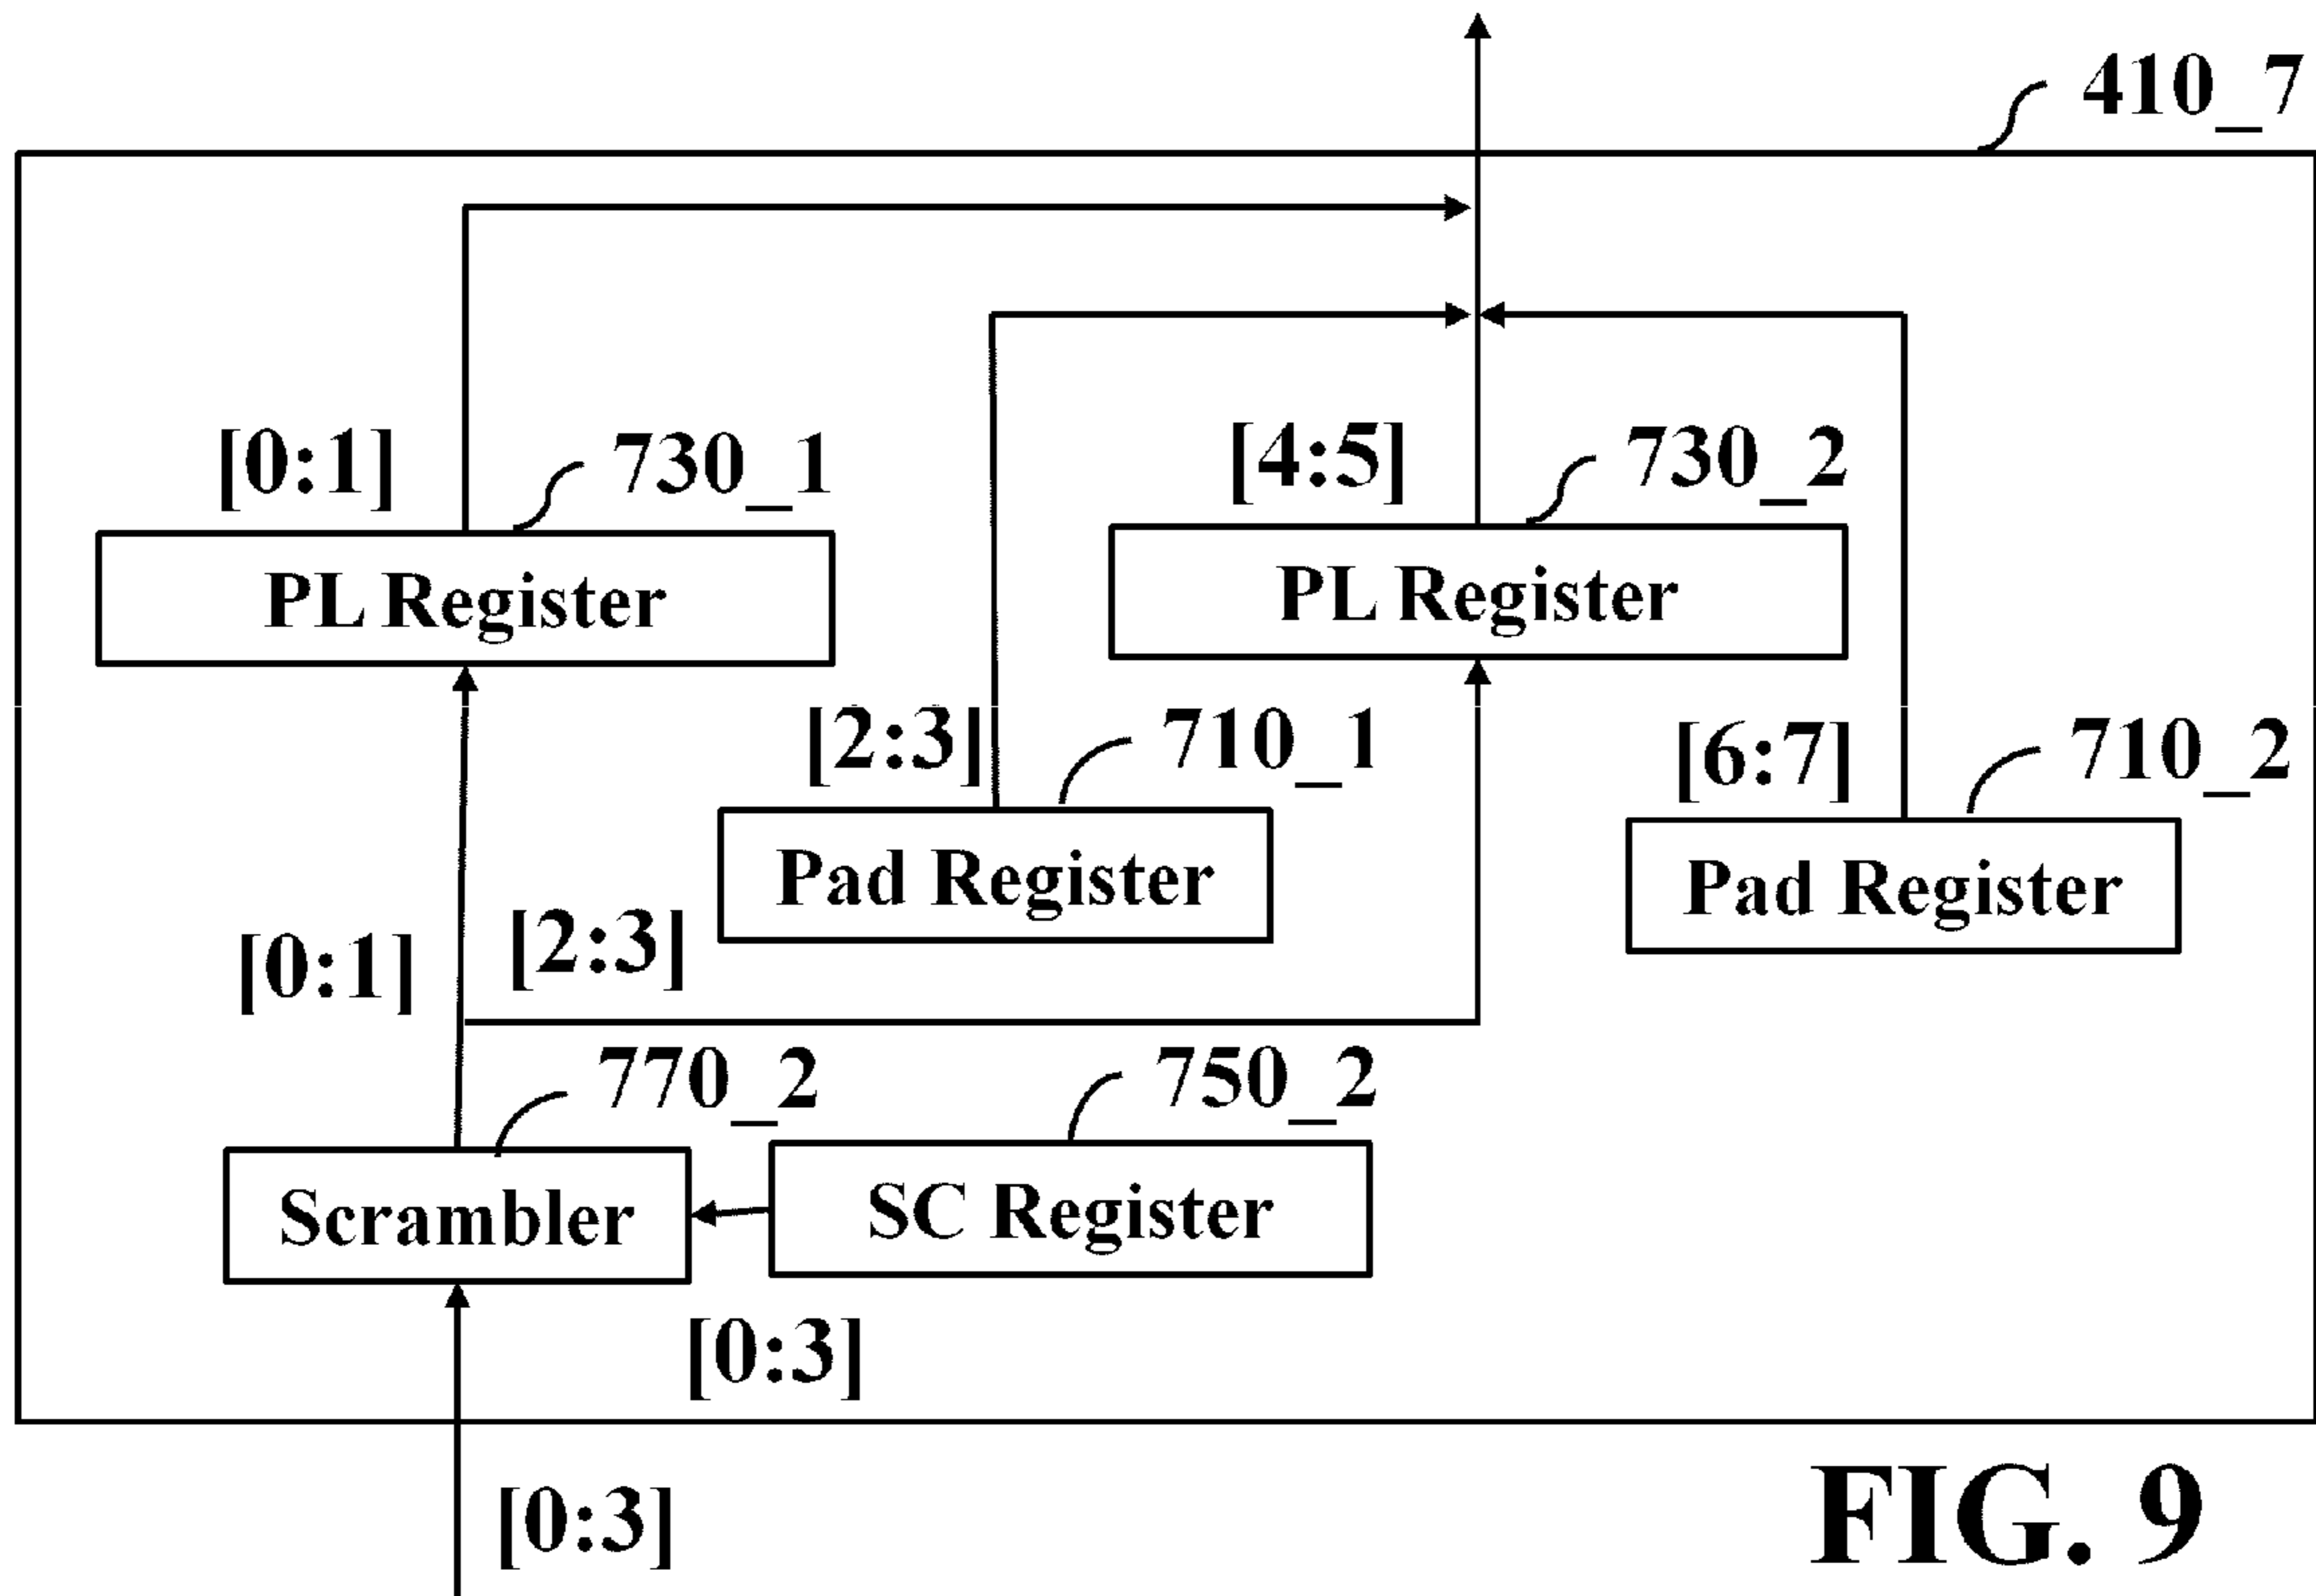 410_7
[0:1]
730_1
[4:5]
730_2
PL Register
PL Register
[2:3]
710_1
[6:7]
710_2
Pad Register
Pad Register
[0:1]
[2:3]
770_2
750_2
Scrambler
SC Register
[0:3]
[0:3]
FIG. 9